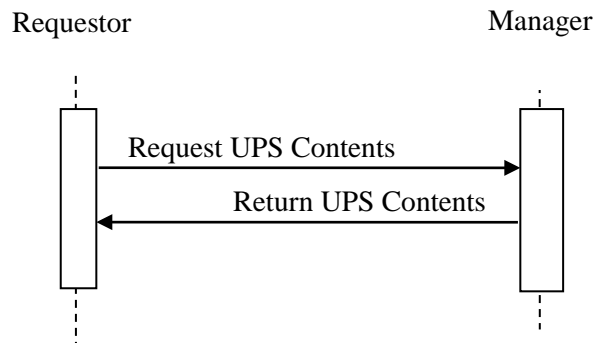 Requestor
Manager
Request UPS Contents
Return UPS Contents